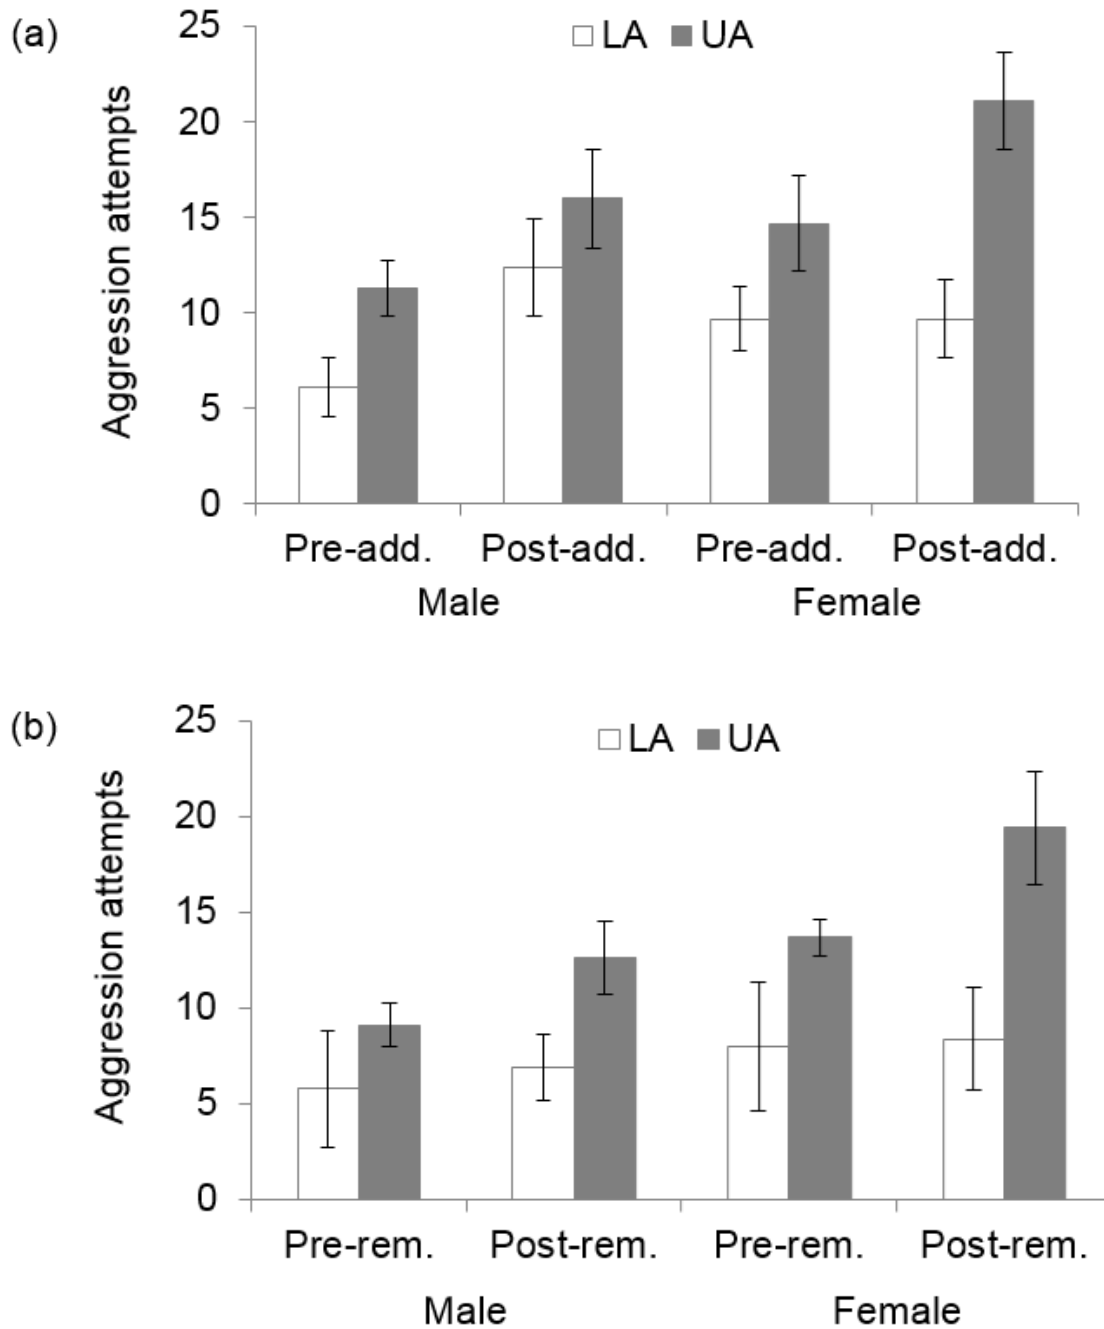 (a)
LA UA
Aggression attempts
25
20
15
10
5
0
Pre-add. Post-add. Pre-add. Post-add.
Male Female
(b)
LA UA
Aggression attempts
25
20
15
10
5
0
Pre-rem. Post-rem. Pre-rem. Post-rem.
Male Female